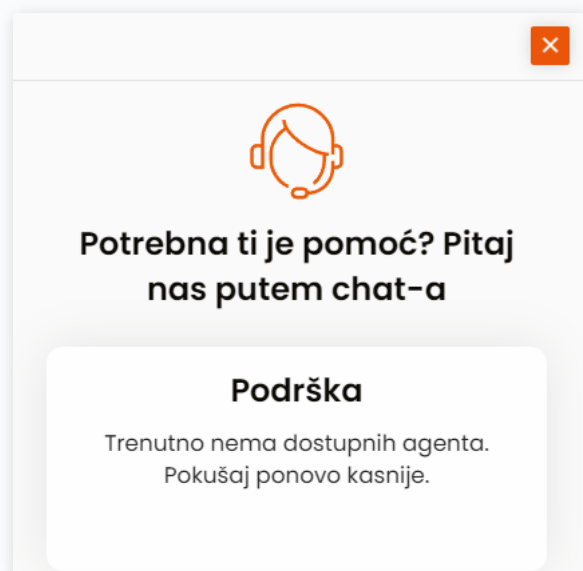 Potrebna ti je pomoć? Pitaj
nas putem chat-a
Podrška
Trenutno nema dostupnih agenta.
Pokušaj ponovo kasnije.